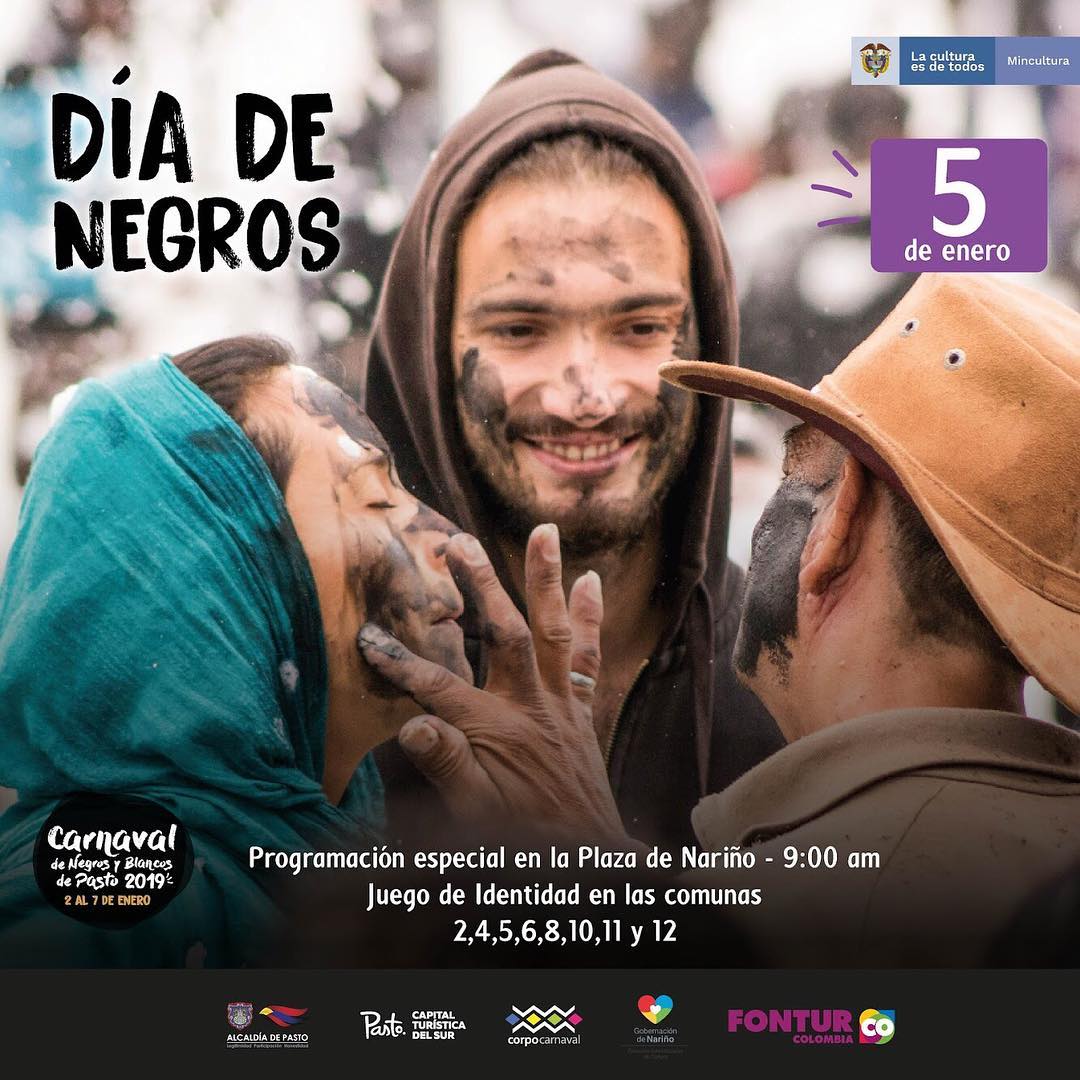 DÍA DE
NEGROS
La cultura
es de todos
Mincultura
5
de enero
Carnaval
de Negros y Blancos
de Pasto 2019
2 AL 7 DE ENERO
Programación especial en la Plaza de Nariño - 9:00 am
Juego de Identidad en las comunas
2,4,5,6,8,10,11 y 12
ALCALDÍA DE PASTO
Legitimidad Participación Honestidad
Pasto.
CAPITAL
TURÍSTICA
DEL SUR
corpocarnaval
Gobernación
de Nariño
FONTUR
COLOMBIA
CO